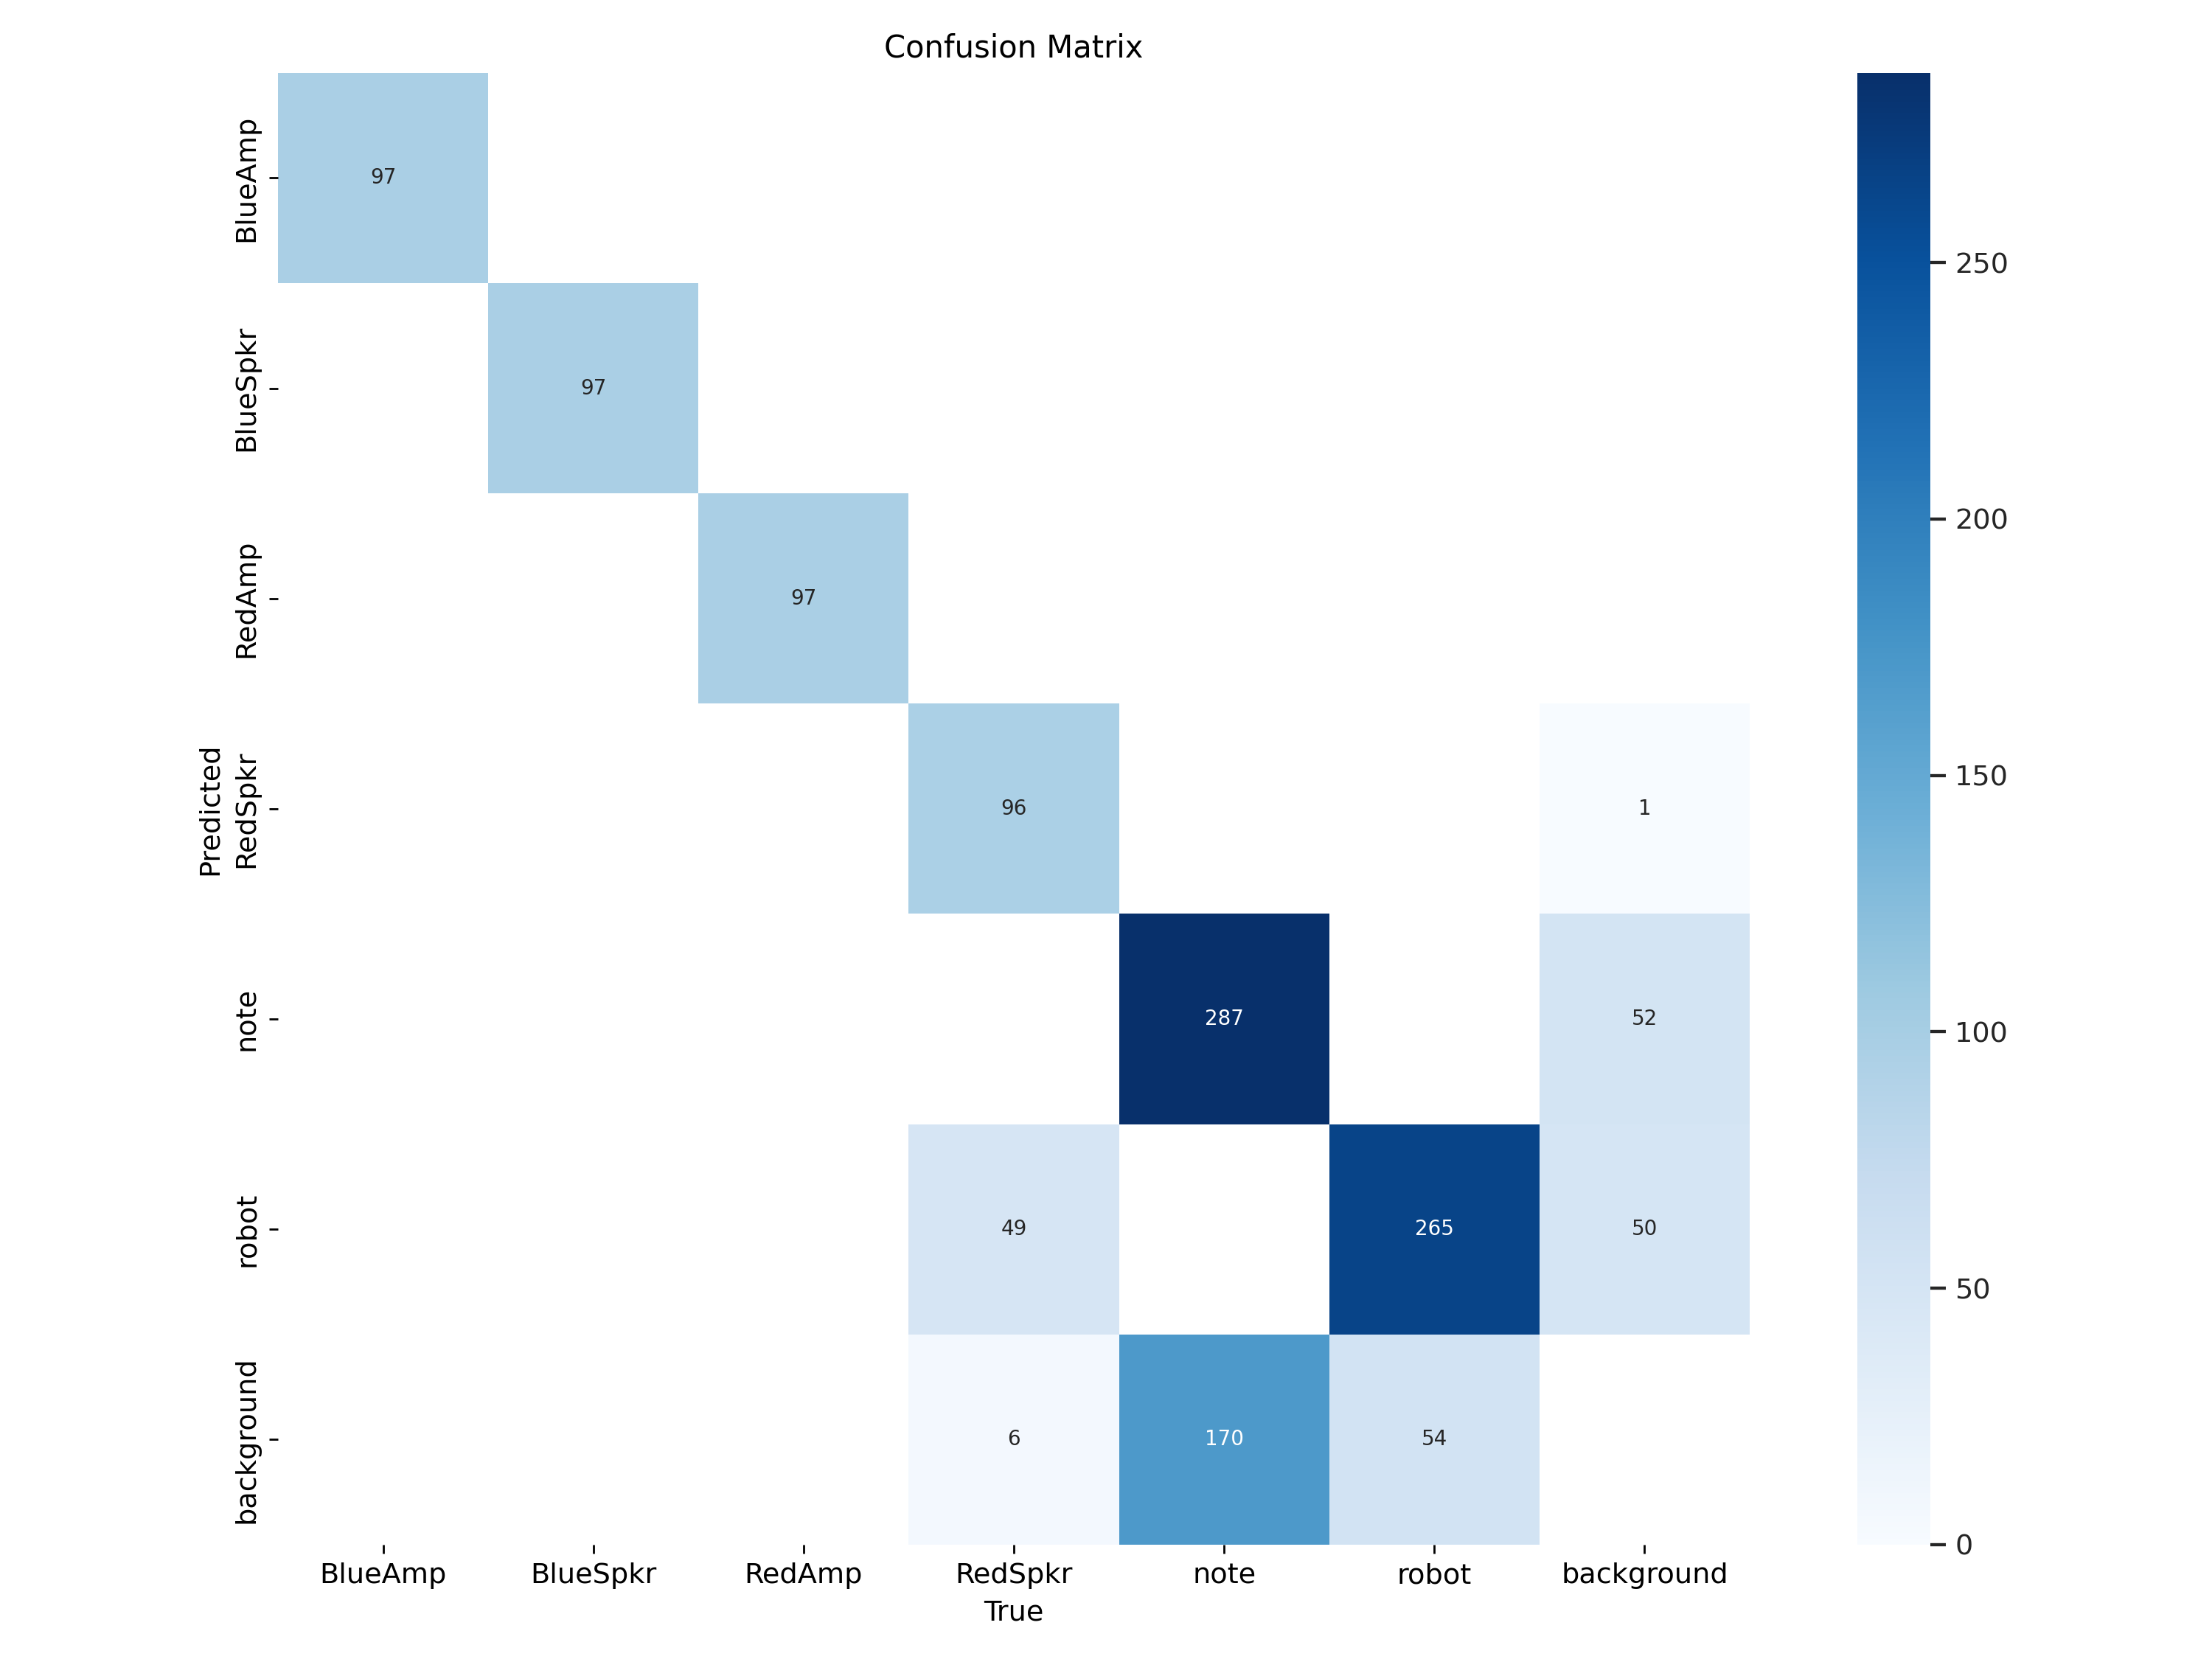 Confusion Matrix
Predicted
BlueAmp
BlueSpkr
RedAmp
RedSpkr
note
robot
background
97
97
97
96 1
287 52
49 265 50
6 170 54
BlueAmp BlueSpkr RedAmp RedSpkr note robot background
True
250
200
150
100
50
0